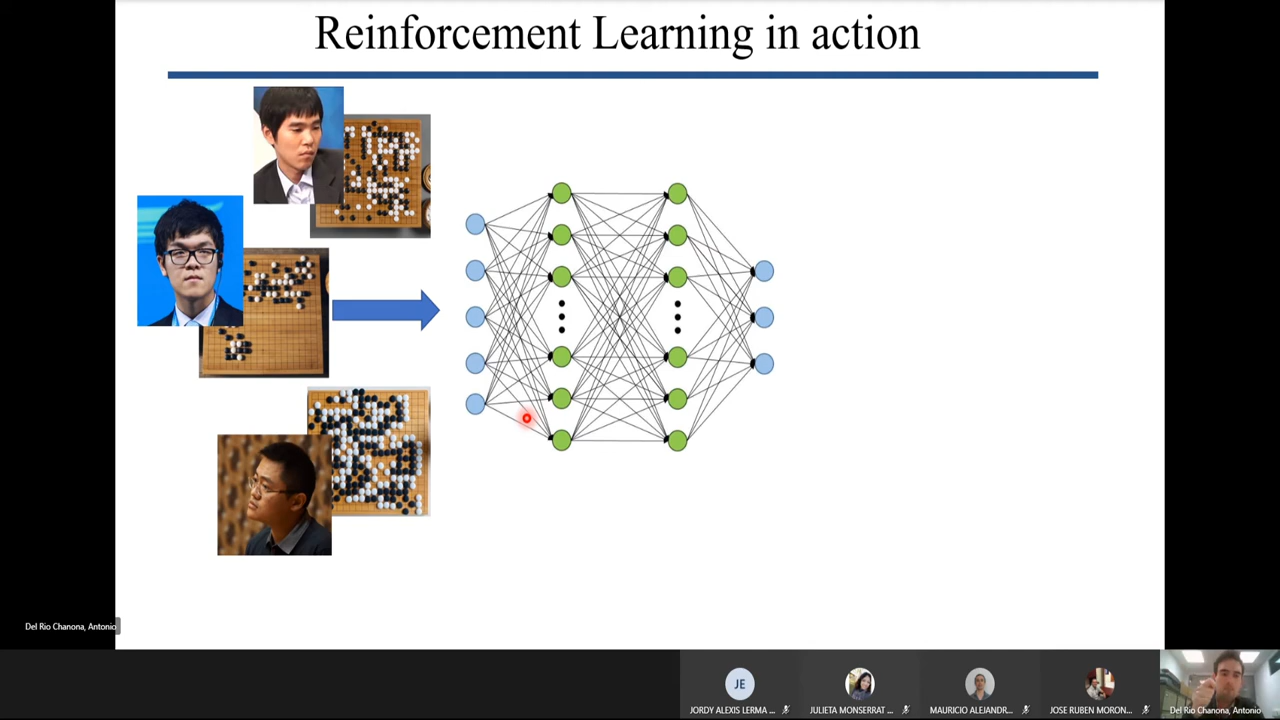 Reinforcement Learning in action
Del Rio Chanona, Antonio
JE
JORDY ALEXIS LERMA ...
JULIETA MONSERRAT ...
MAURICIO ALEJANDR...
JOSE RUBEN MORON...
Del Rio Chanona, Antonio